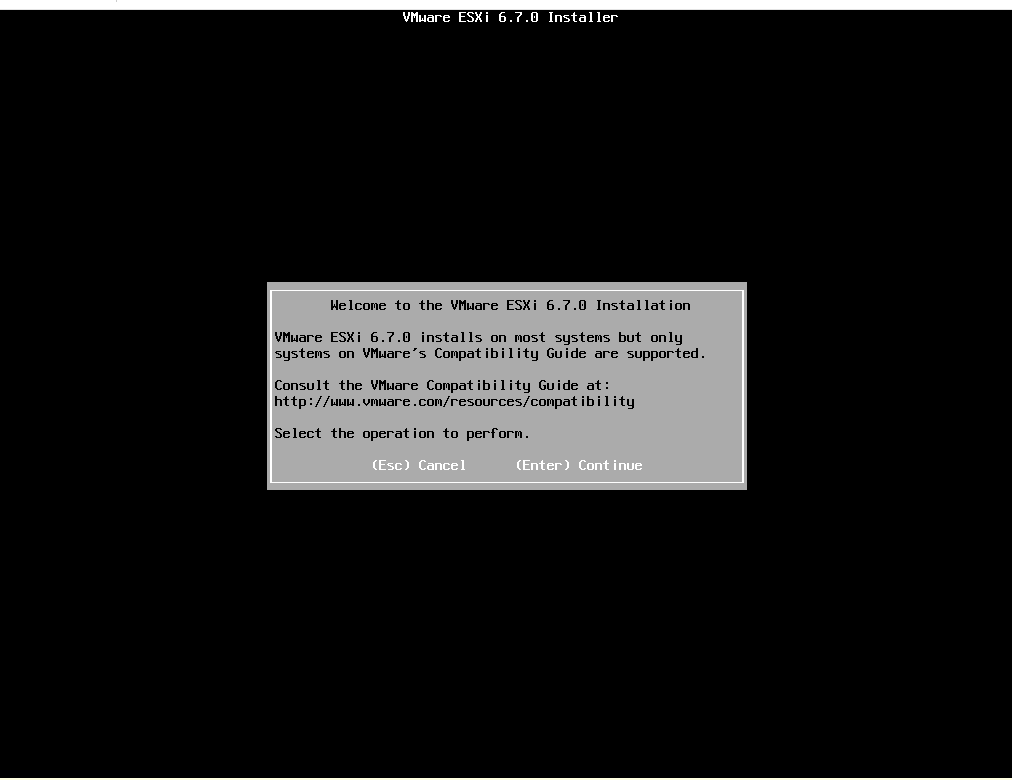 VMware ESXi 6.7.0 Installer
Welcome to the VMware ESXi 6.7.0 Installation
VMware ESXi 6.7.0 installs on most systems but only
systems on VMware's Compatibility Guide are supported.
Consult the VMware Compatibility Guide at:
http://www.vmware.com/resources/compatibility
Select the operation to perform.
(Esc) Cancel (Enter) Continue